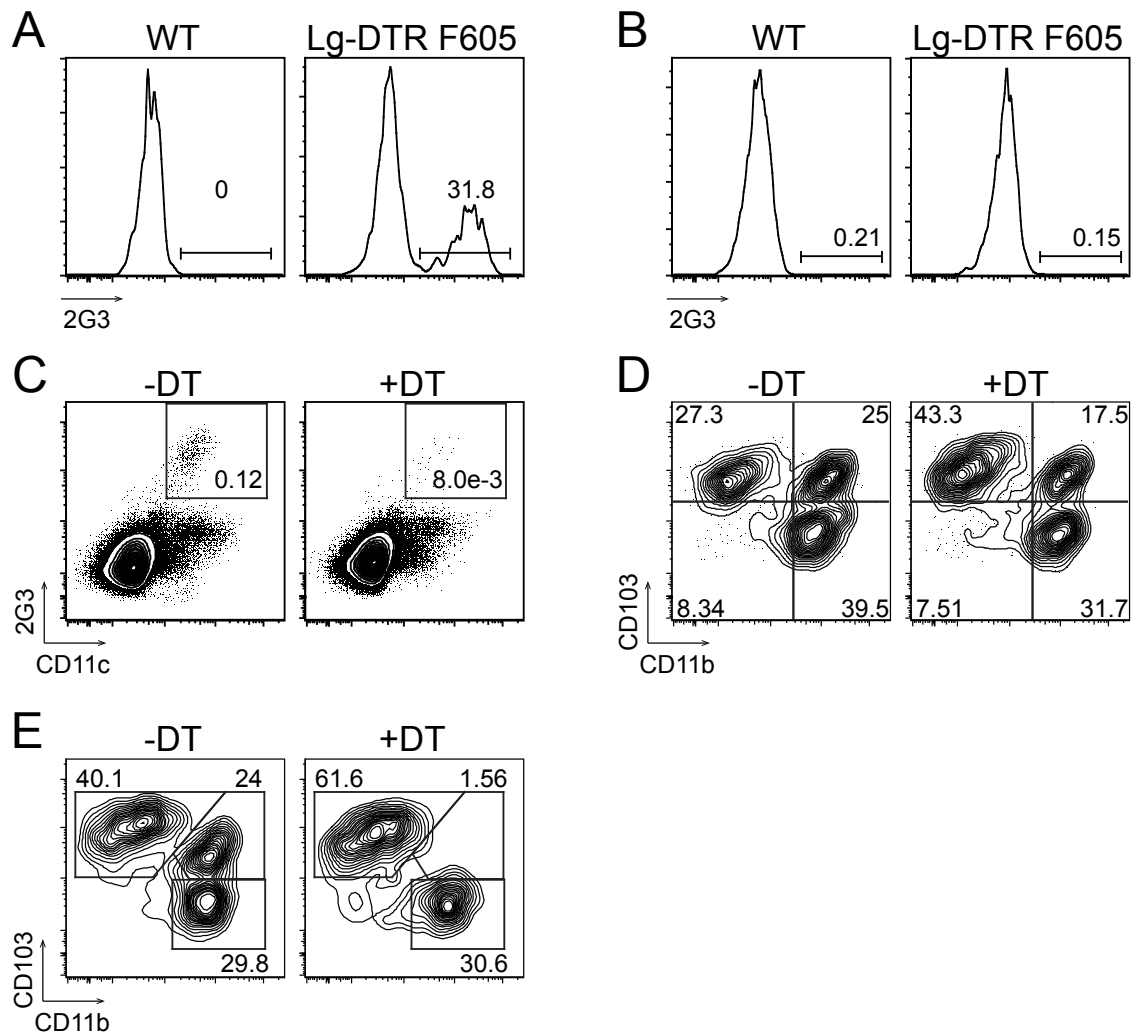 A
WT
Lg-DTR F605
0
31.8
2G3
B
WT
Lg-DTR F605
0.21
0.15
2G3
C
-DT
+DT
0.12
8.0e-3
2G3
CD11c
D
-DT
+DT
27.3
25
43.3
17.5
8.34
39.5
7.51
31.7
CD103
CD11b
E
-DT
+DT
40.1
24
61.6
1.56
29.8
30.6
CD103
CD11b